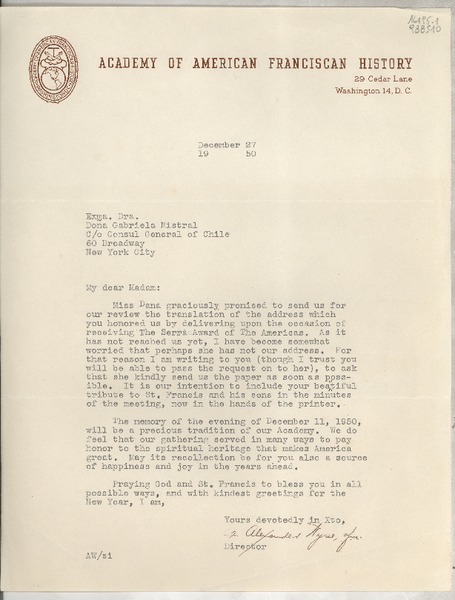 ACADEMY OF AMERICAN FRANCISCAN HISTORY
29 Cedar Lane
Washington 14, D. C.
December 27
19 50
Exma. Dra.
Dona Gabriela Mistral
C/o Consul General of Chile
60 Broadway
New York City
My dear Madam:
Miss Dana graciously promised to send us for
our review the translation of the address which
you honored us by delivering upon the occasion of
receiving The Serra Award of The Americas. As it
has not reached us yet, I have become somewhat
worried that perhaps she has not our address. For
that reason I am writing to you (though I trust you
will be able to pass the request on to her), to ask
that she kindly send us the paper as soon as poss-
ible. It is our intention to include your beatiful
tribute to St. Francis and his sons in the minutes
of the meeting, now in the hands of the printer.
The memory of the evening of December 11, 1950,
will be a precious tradition of our Academy. We do
feel that our gathering served in many ways to pay
honor to the spiritual heritage that makes America
great. May its recollection be for you also a source
of happiness and joy in the years ahead.
Praying God and St. Francis to bless you in all
possible ways, and with kindest greetings for the
New Year, I am,
Yours devotedly in Xto,
Alexander Wyse, ofm.
Director
AW/si